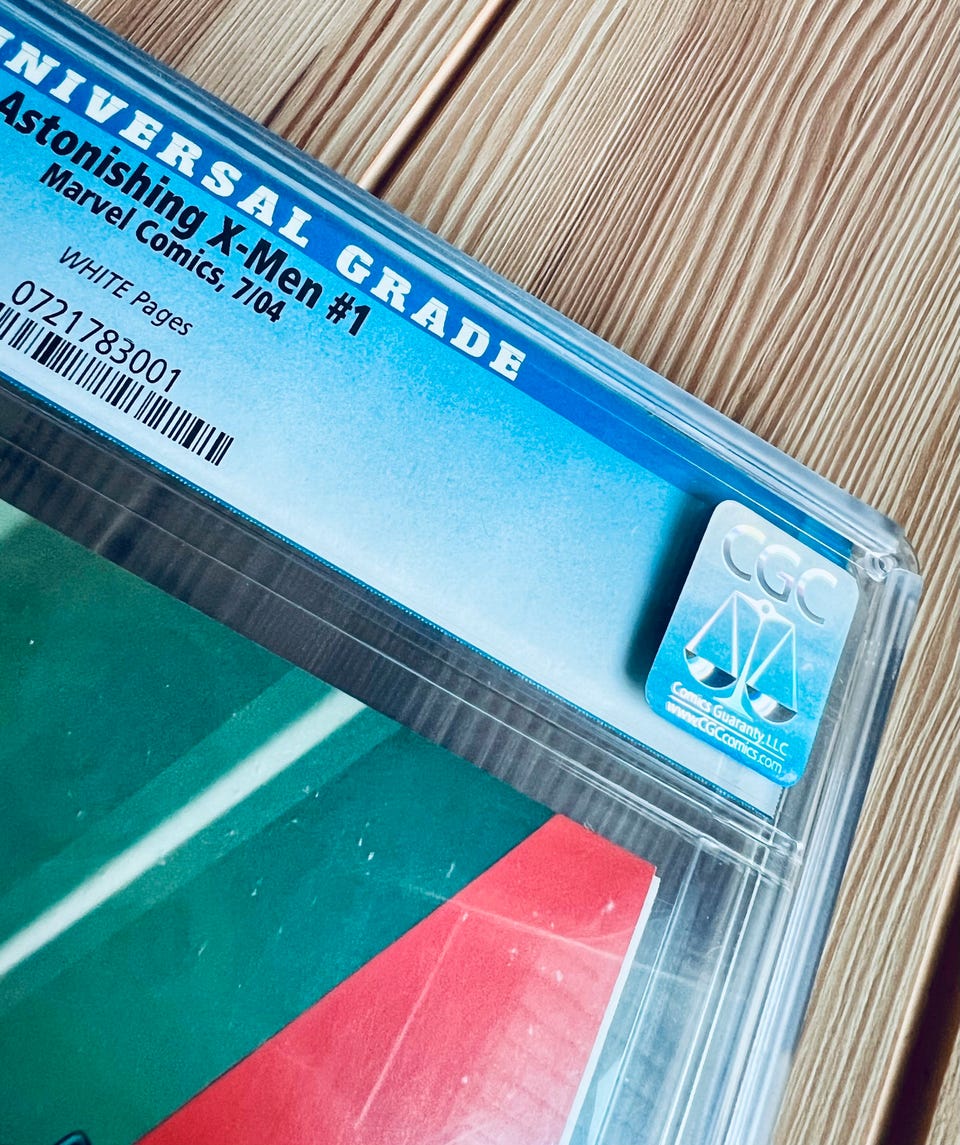 UNIVERSAL GRADE
Astonishing X-Men #1
Marvel Comics, 7/04
WHITE Pages
0721783001
CGC
Comics Guaranty, LLC
www.CGCcomics.com